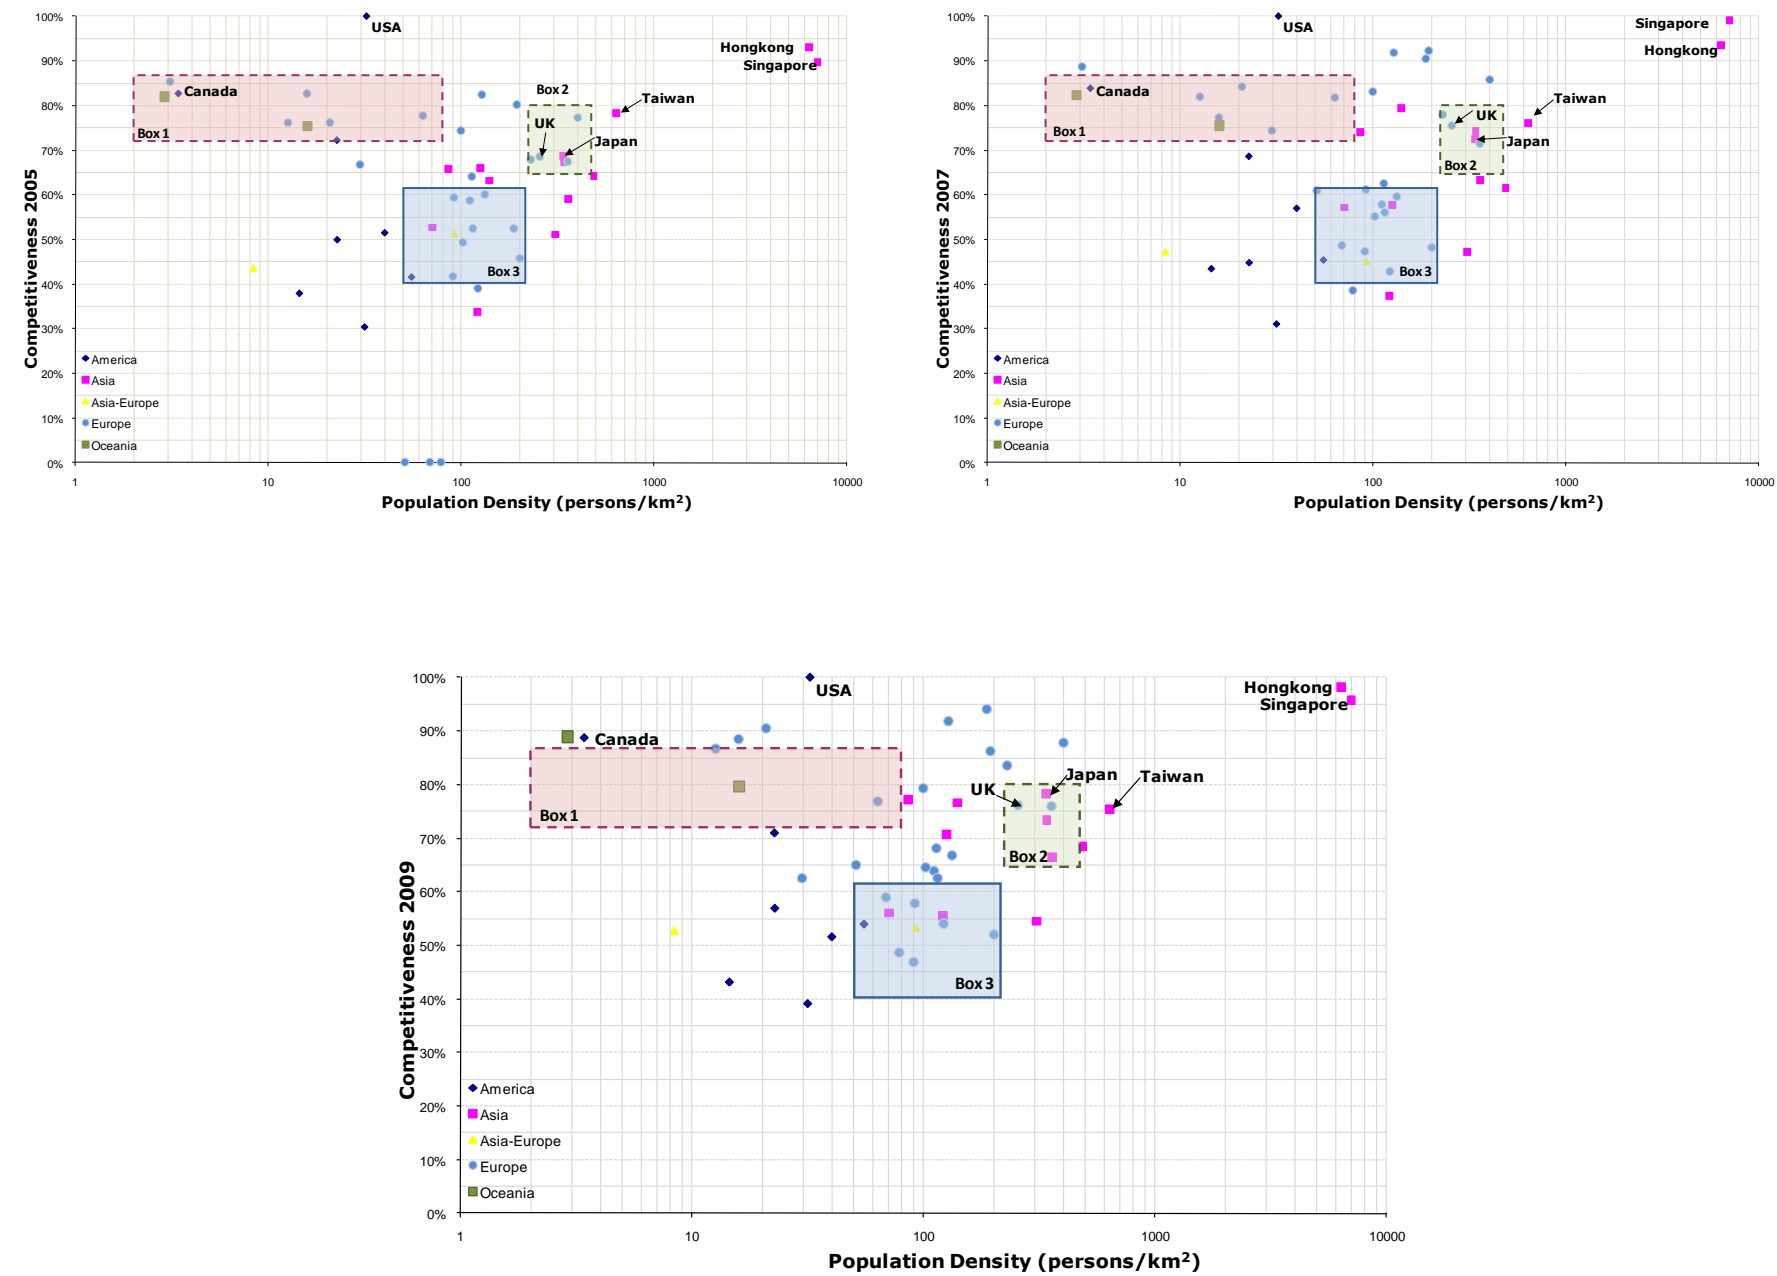 100%
90%
80%
70%
60%
50%
40%
30%
20%
10%
0%
Competitiveness 2005
USA
Hongkong
Singapore
Canada
Box 1
Box 2
Taiwan
UK
Japan
Box 3
America
Asia
Asia-Europe
Europe
Oceania
1
10
100
1000
10000
Population Density (persons/km²)
100%
90%
80%
70%
60%
50%
40%
30%
20%
10%
0%
Competitiveness 2007
USA
Singapore
Hongkong
Canada
Box 1
Taiwan
UK
Japan
Box 2
Box 3
America
Asia
Asia-Europe
Europe
Oceania
1
10
100
1000
10000
Population Density (persons/km²)
100%
90%
80%
70%
60%
50%
40%
30%
20%
10%
0%
Competitiveness 2009
USA
Hongkong
Singapore
Canada
Japan
Taiwan
UK
Box 1
Box 2
Box 3
America
Asia
Asia-Europe
Europe
Oceania
1
10
100
1000
10000
Population Density (persons/km²)